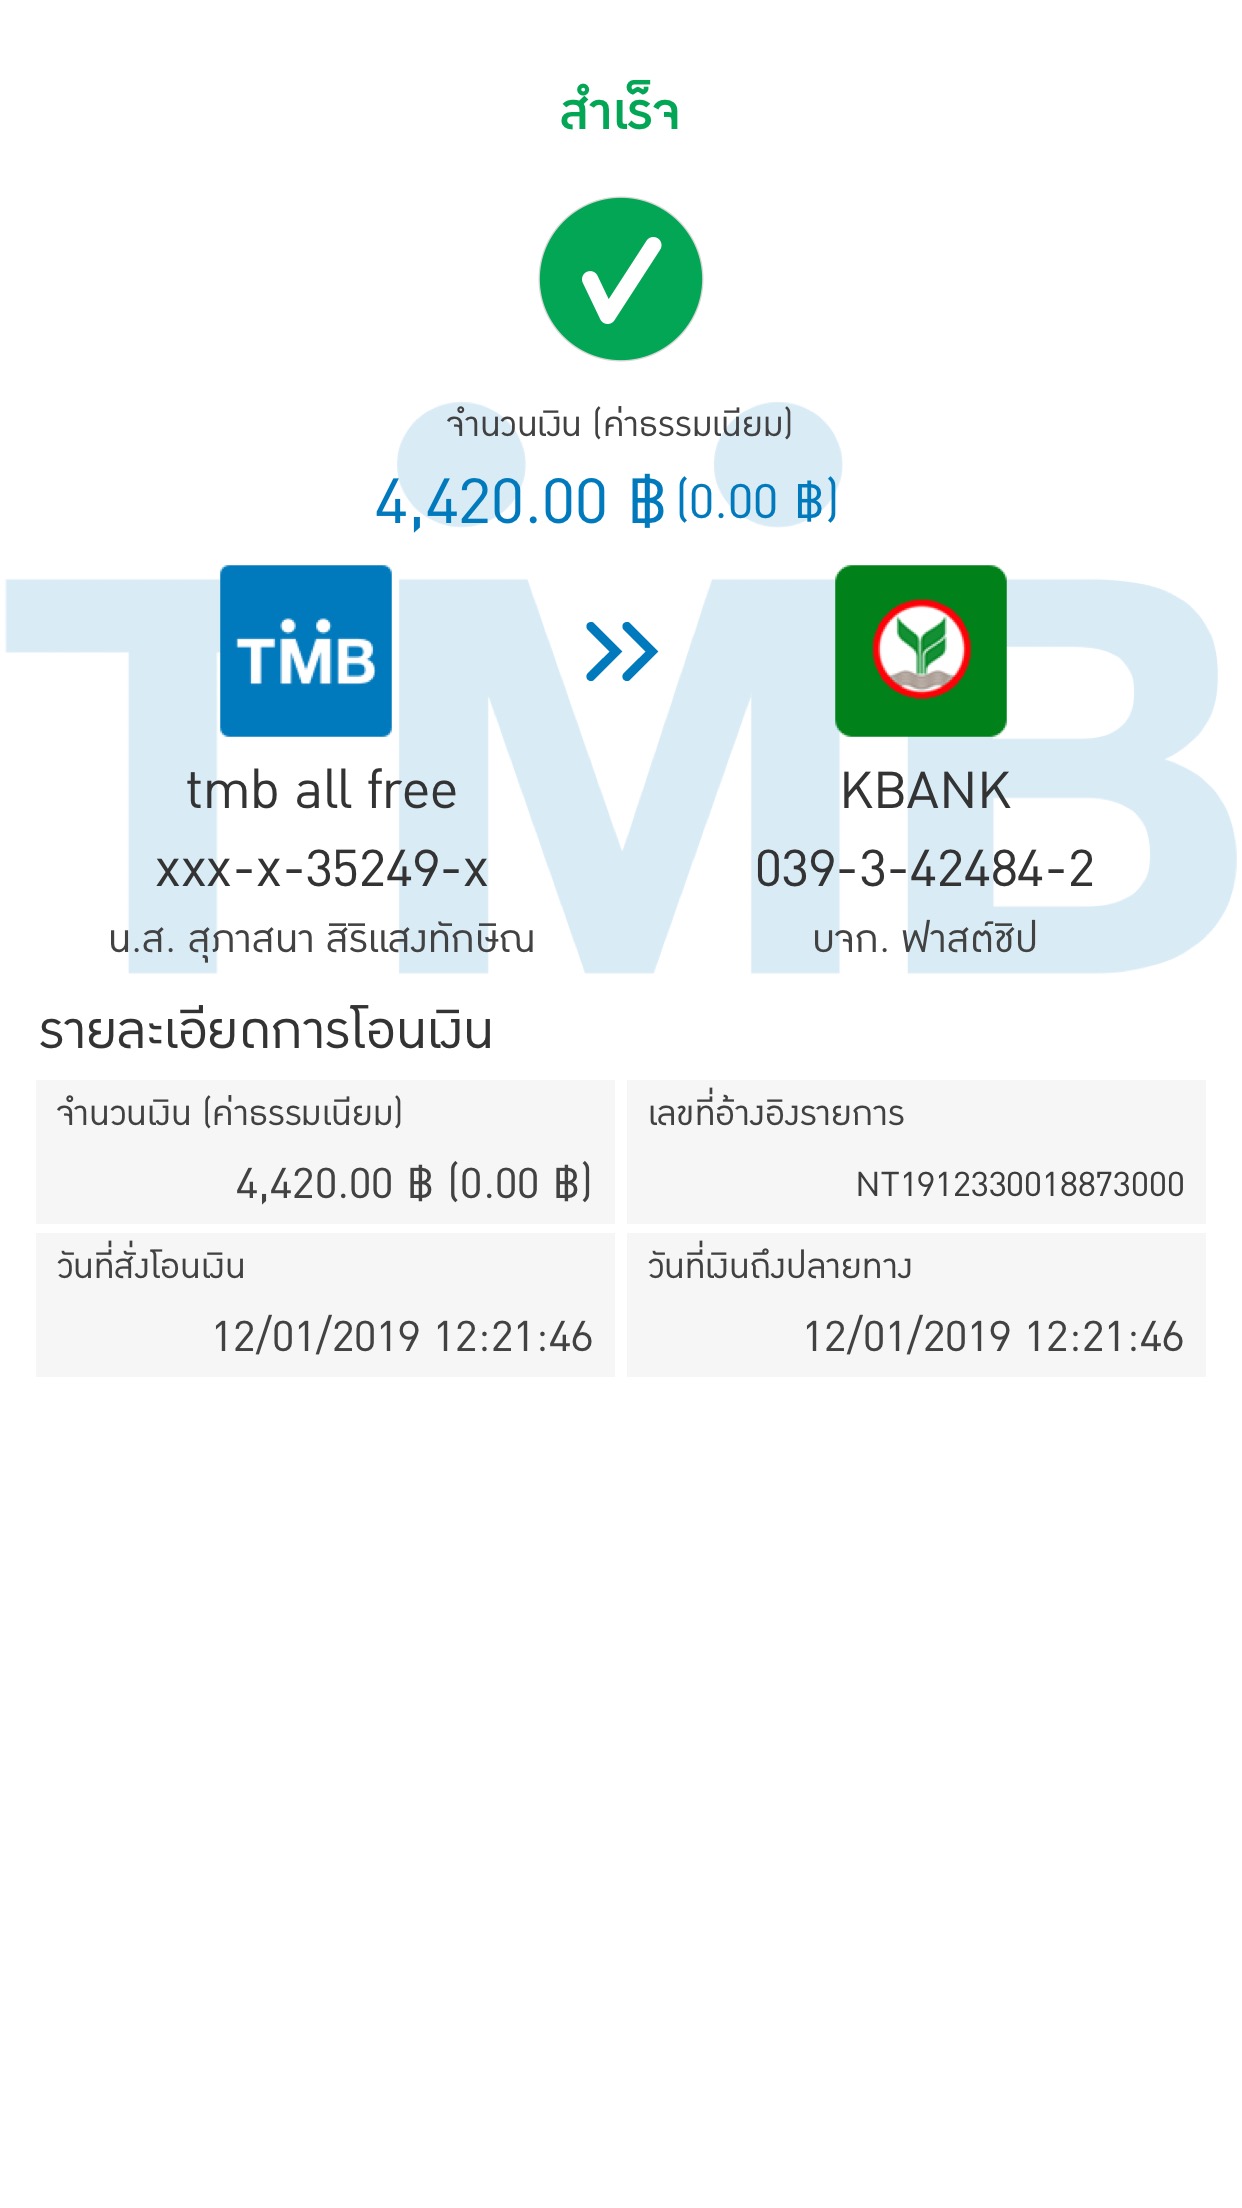 สำเร็จ
จำนวนเงิน (ค่าธรรมเนียม)
4,420.00 ฿ (0.00 ฿)
TMB
tmb all free
KBANK
xxx-x-35249-x
039-3-42484-2
น.ส. สุภาสนา สิริแสงทักษิณ
บจก. ฟาสต์ชิป
รายละเอียดการโอนเงิน
จำนวนเงิน (ค่าธรรมเนียม)
4,420.00 ฿ (0.00 ฿)
เลขที่อ้างอิงรายการ
NT1912330018873000
วันที่สั่งโอนเงิน
12/01/2019 12:21:46
วันที่เงินถึงปลายทาง
12/01/2019 12:21:46
TMB